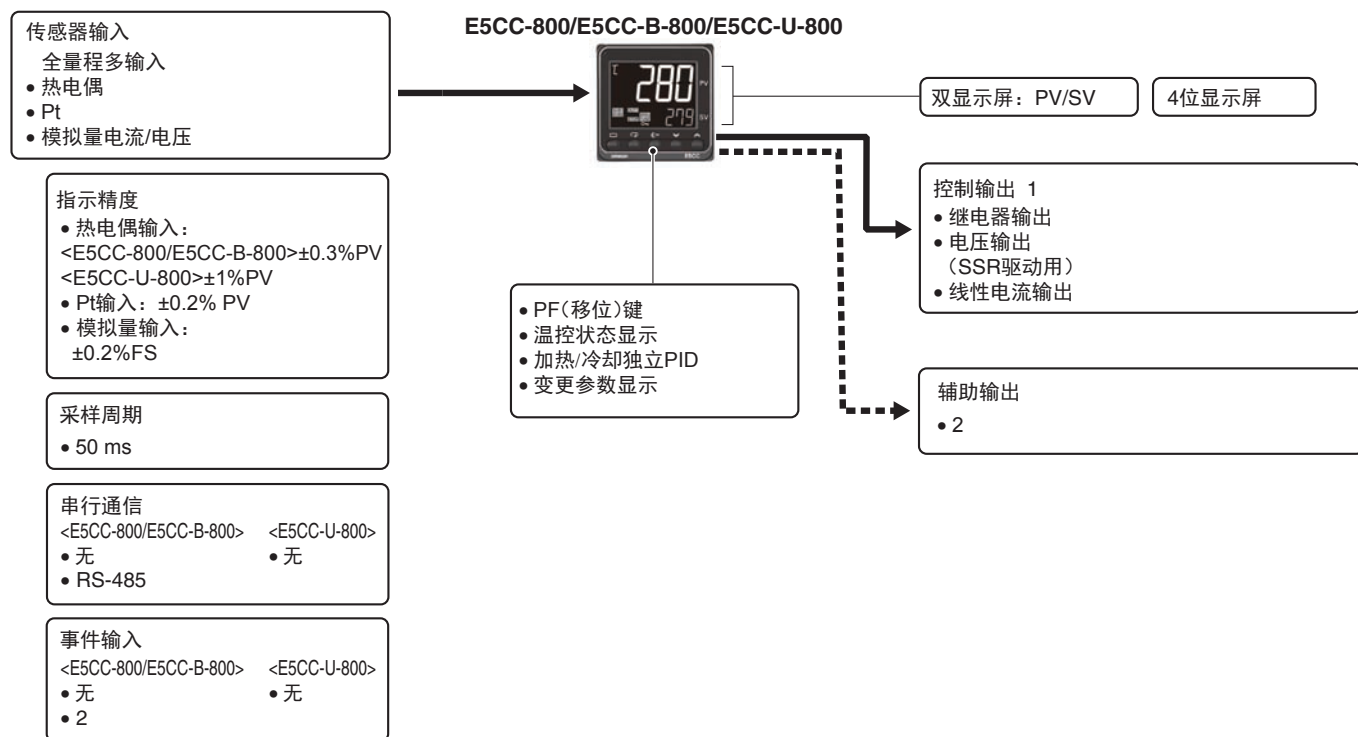 E5CC-800/E5CC-B-800/E5CC-U-800
传感器输入
全量程多输入
• 热电偶
• Pt
• 模拟量电流/电压
指示精度
• 热电偶输入：
<E5CC-800/E5CC-B-800>±0.3%PV
<E5CC-U-800>±1%PV
• Pt输入：±0.2% PV
• 模拟量输入：
±0.2%FS
采样周期
• 50 ms
串行通信
<E5CC-800/E5CC-B-800> <E5CC-U-800>
• 无 • 无
• RS-485
事件输入
<E5CC-800/E5CC-B-800> <E5CC-U-800>
• 无 • 无
• 2
280
PV
279
SV
omron E5CC
• PF（移位）键
• 温控状态显示
• 加热/冷却独立PID
• 变更参数显示
双显示屏：PV/SV
4位显示屏
控制输出 1
• 继电器输出
• 电压输出
（SSR驱动用）
• 线性电流输出
辅助输出
• 2